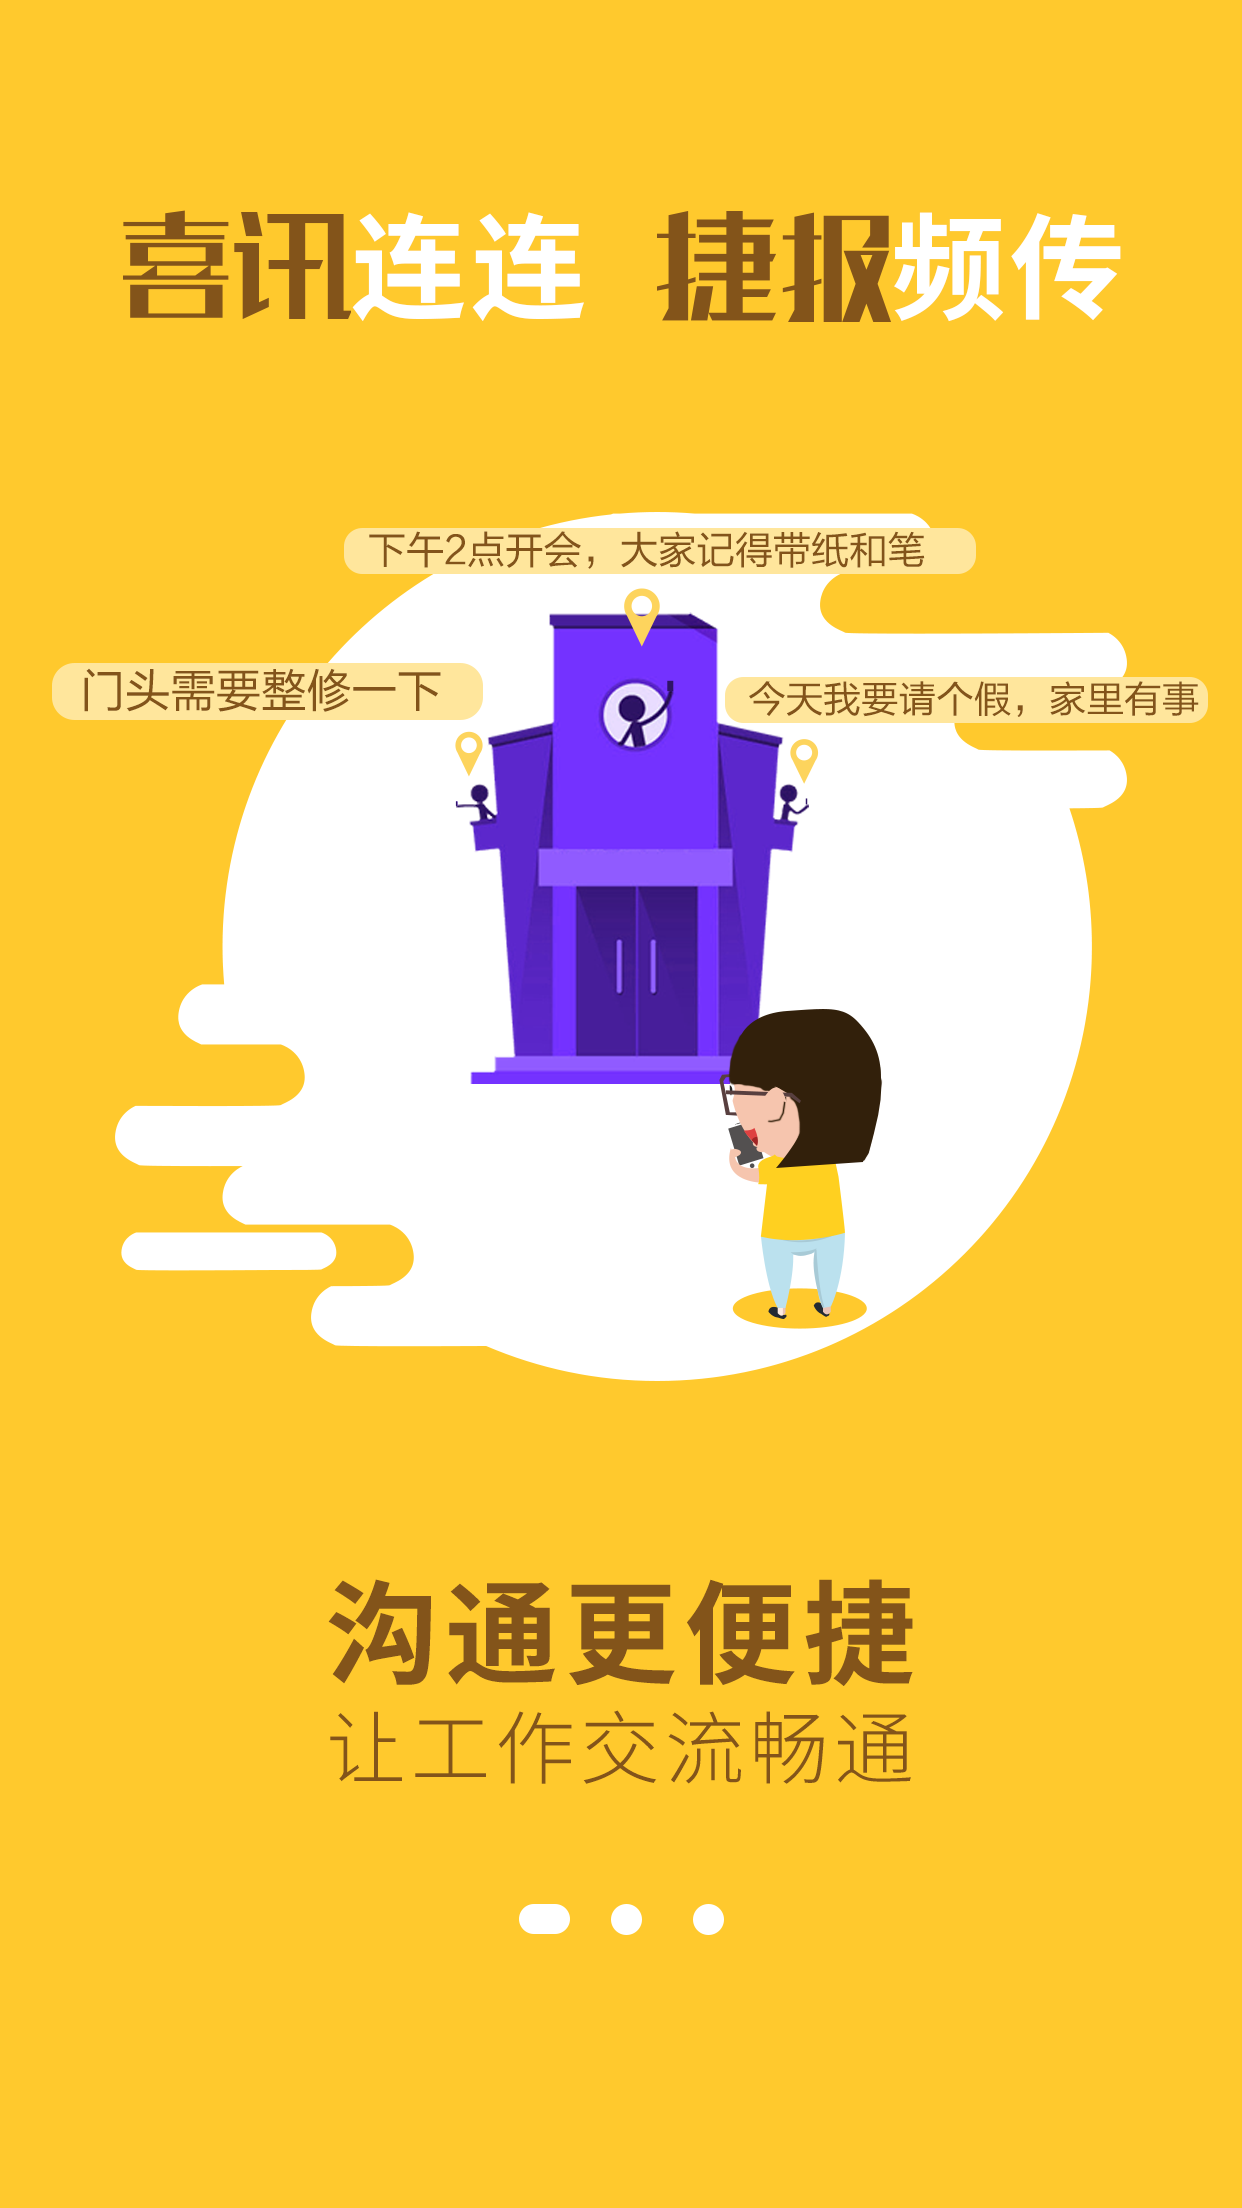 喜讯连连 捷报频传
下午2点开会，大家记得带纸和笔
门头需要整修一下
今天我要请个假，家里有事
沟通更便捷
让工作交流畅通